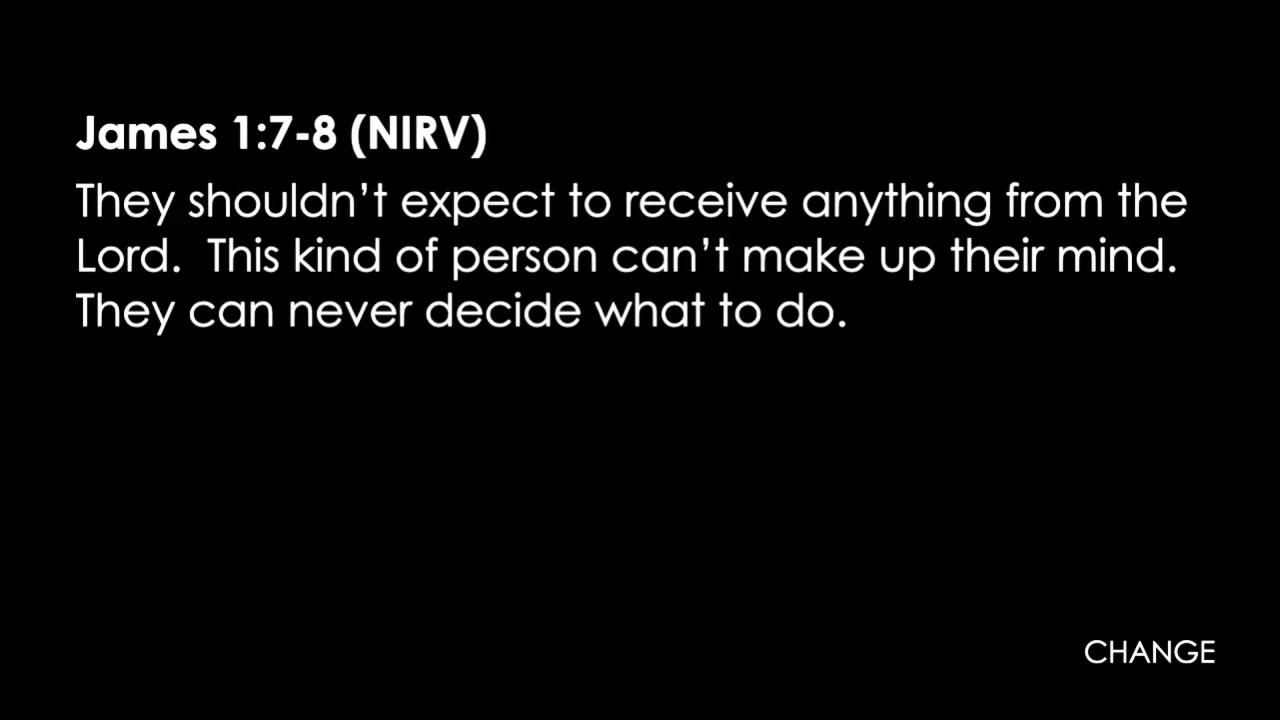 James 1:7-8 (NIRV)
They shouldn’t expect to receive anything from the
Lord.  This kind of person can’t make up their mind.
They can never decide what to do.
CHANGE